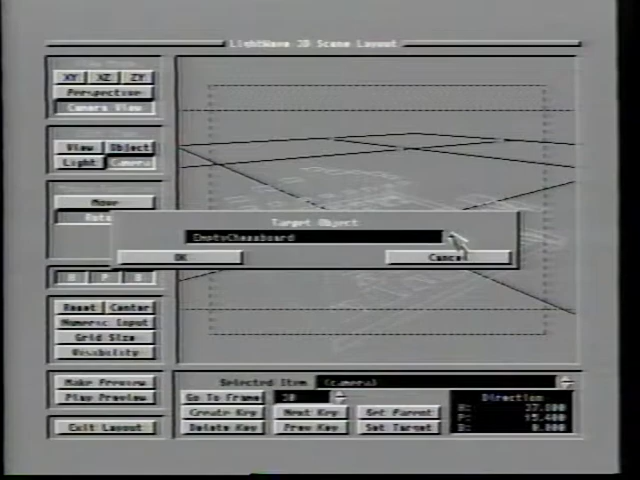 LightWave 3D Scene Layout
XY XZ ZY
Perspective
Camera View
View Object
Light Camera
Move
Target Object
EmptyChessboard
OK Cancel
H P B
Reset Center
Numeric Input
Grid Size
Visibility
Make Preview
Play Preview
Exit Layout
Selected Item (camera)
Go To Frame 30
Create Key Next Key Set Parent
Delete Key Prev Key Set Target
Direction
H:
P: 15.400
B: 0.000